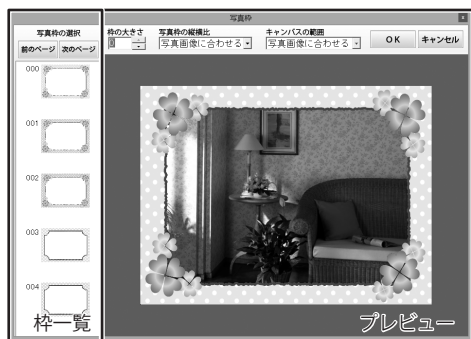 写真枠
x
写真枠の選択
前のページ 次のページ
枠の大きさ 写真枠の縦横比 キャンバスの範囲
写真画像に合わせる 写真画像に合わせる
OK キャンセル
000
001
002
003
004
枠一覧
プレビュー